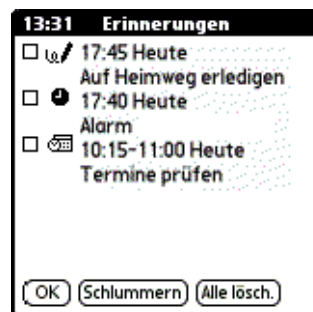 13:31 Erinnerungen
17:45 Heute
Auf Heimweg erledigen
17:40 Heute
Alarm
10:15-11:00 Heute
Termine prüfen
OK Schlummern Alle lösch.